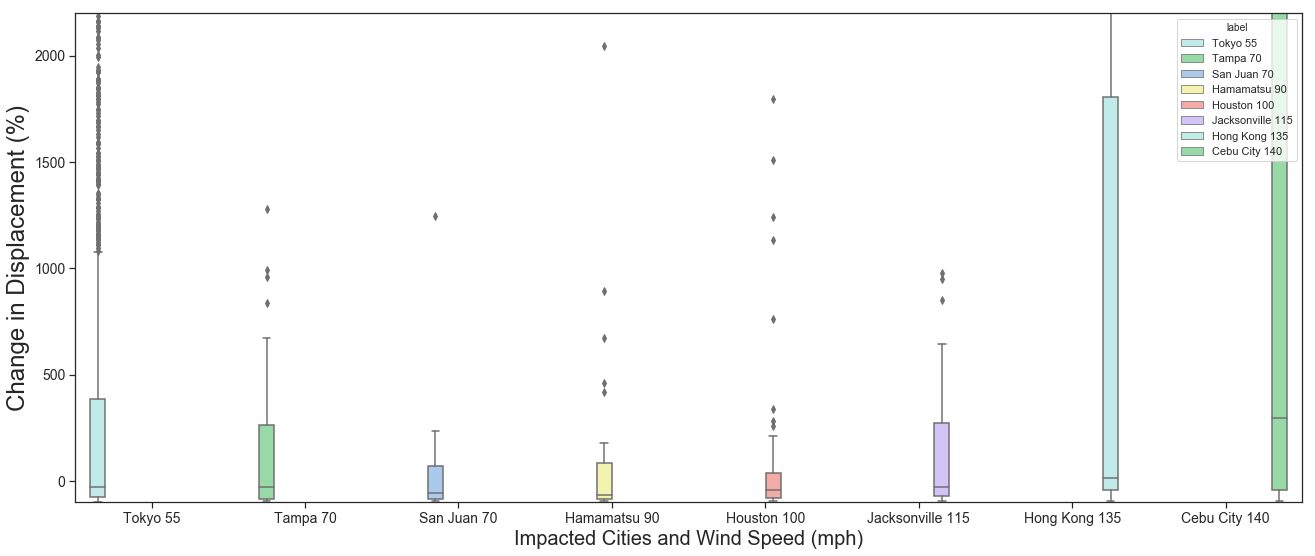 Change in Displacement (%)
2000
1500
1000
500
0
label
Tokyo 55
Tampa 70
San Juan 70
Hamamatsu 90
Houston 100
Jacksonville 115
Hong Kong 135
Cebu City 140
Tokyo 55
Tampa 70
San Juan 70
Hamamatsu 90
Houston 100
Jacksonville 115
Hong Kong 135
Cebu City 140
Impacted Cities and Wind Speed (mph)